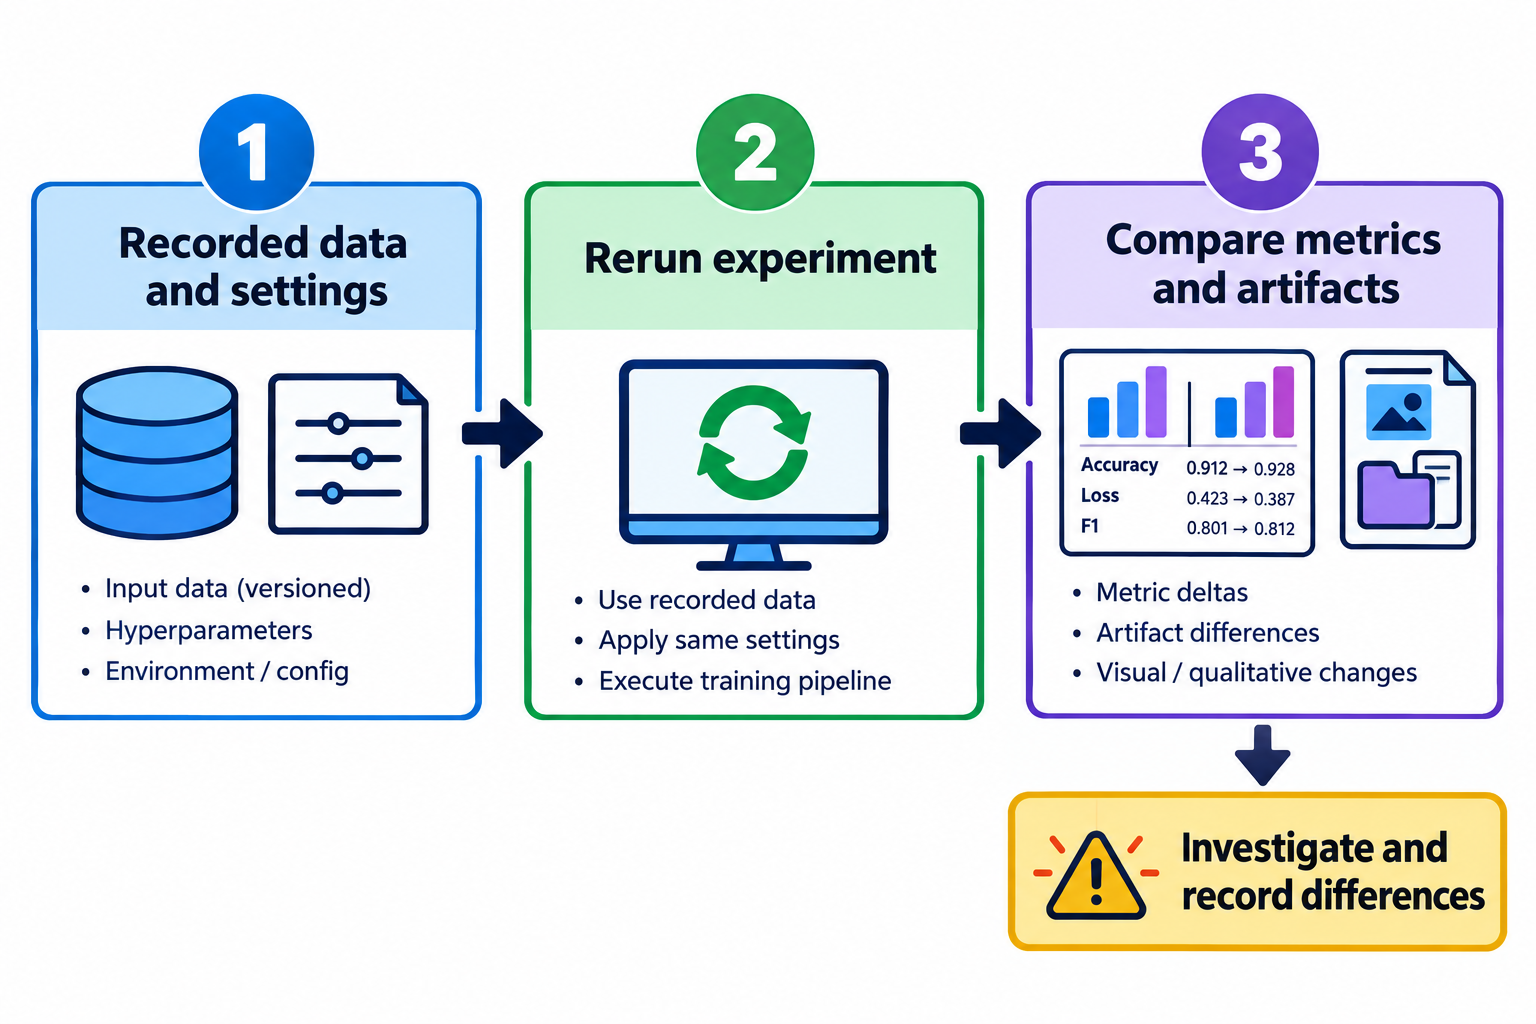 1
Recorded data
and settings
• Input data (versioned)
• Hyperparameters
• Environment / config
2
Rerun experiment
• Use recorded data
• Apply same settings
• Execute training pipeline
3
Compare metrics
and artifacts
Accuracy 0.912 → 0.928
Loss 0.423 → 0.387
F1 0.801 → 0.812
• Metric deltas
• Artifact differences
• Visual / qualitative changes
Investigate and
record differences